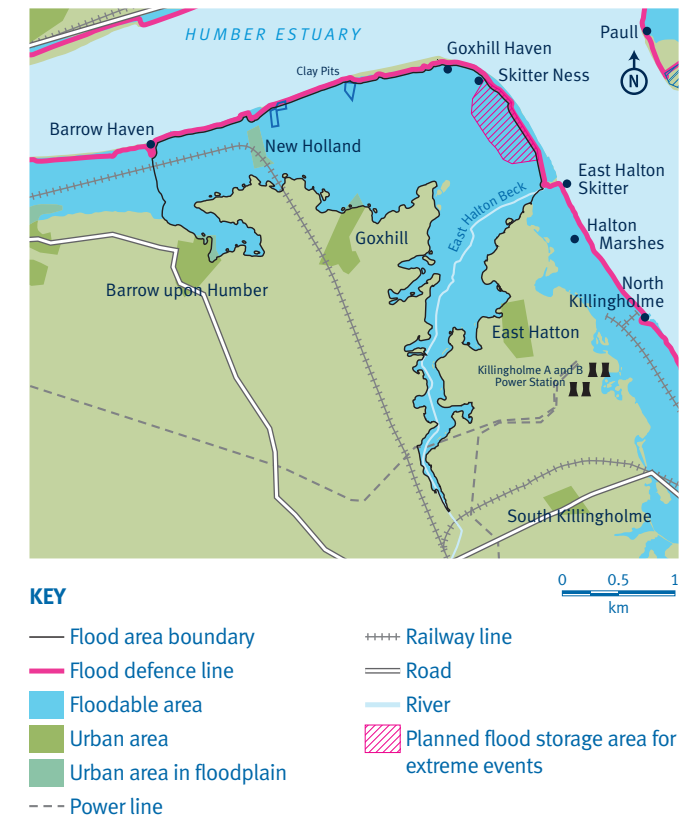 HUMBER ESTUARY
Paull
Goxhill Haven
Clay Pits
Skitter Ness
N
Barrow Haven
New Holland
East Halton
Skitter
East Halton Beck
Goxhill
Halton
Marshes
Barrow upon Humber
North
Killingholme
East Hatton
Killingholme A and B
Power Station
South Killingholme
0 0.5 1
km
KEY
Flood area boundary
Flood defence line
Floodable area
Urban area
Urban area in floodplain
Power line
Railway line
Road
River
Planned flood storage area for
extreme events